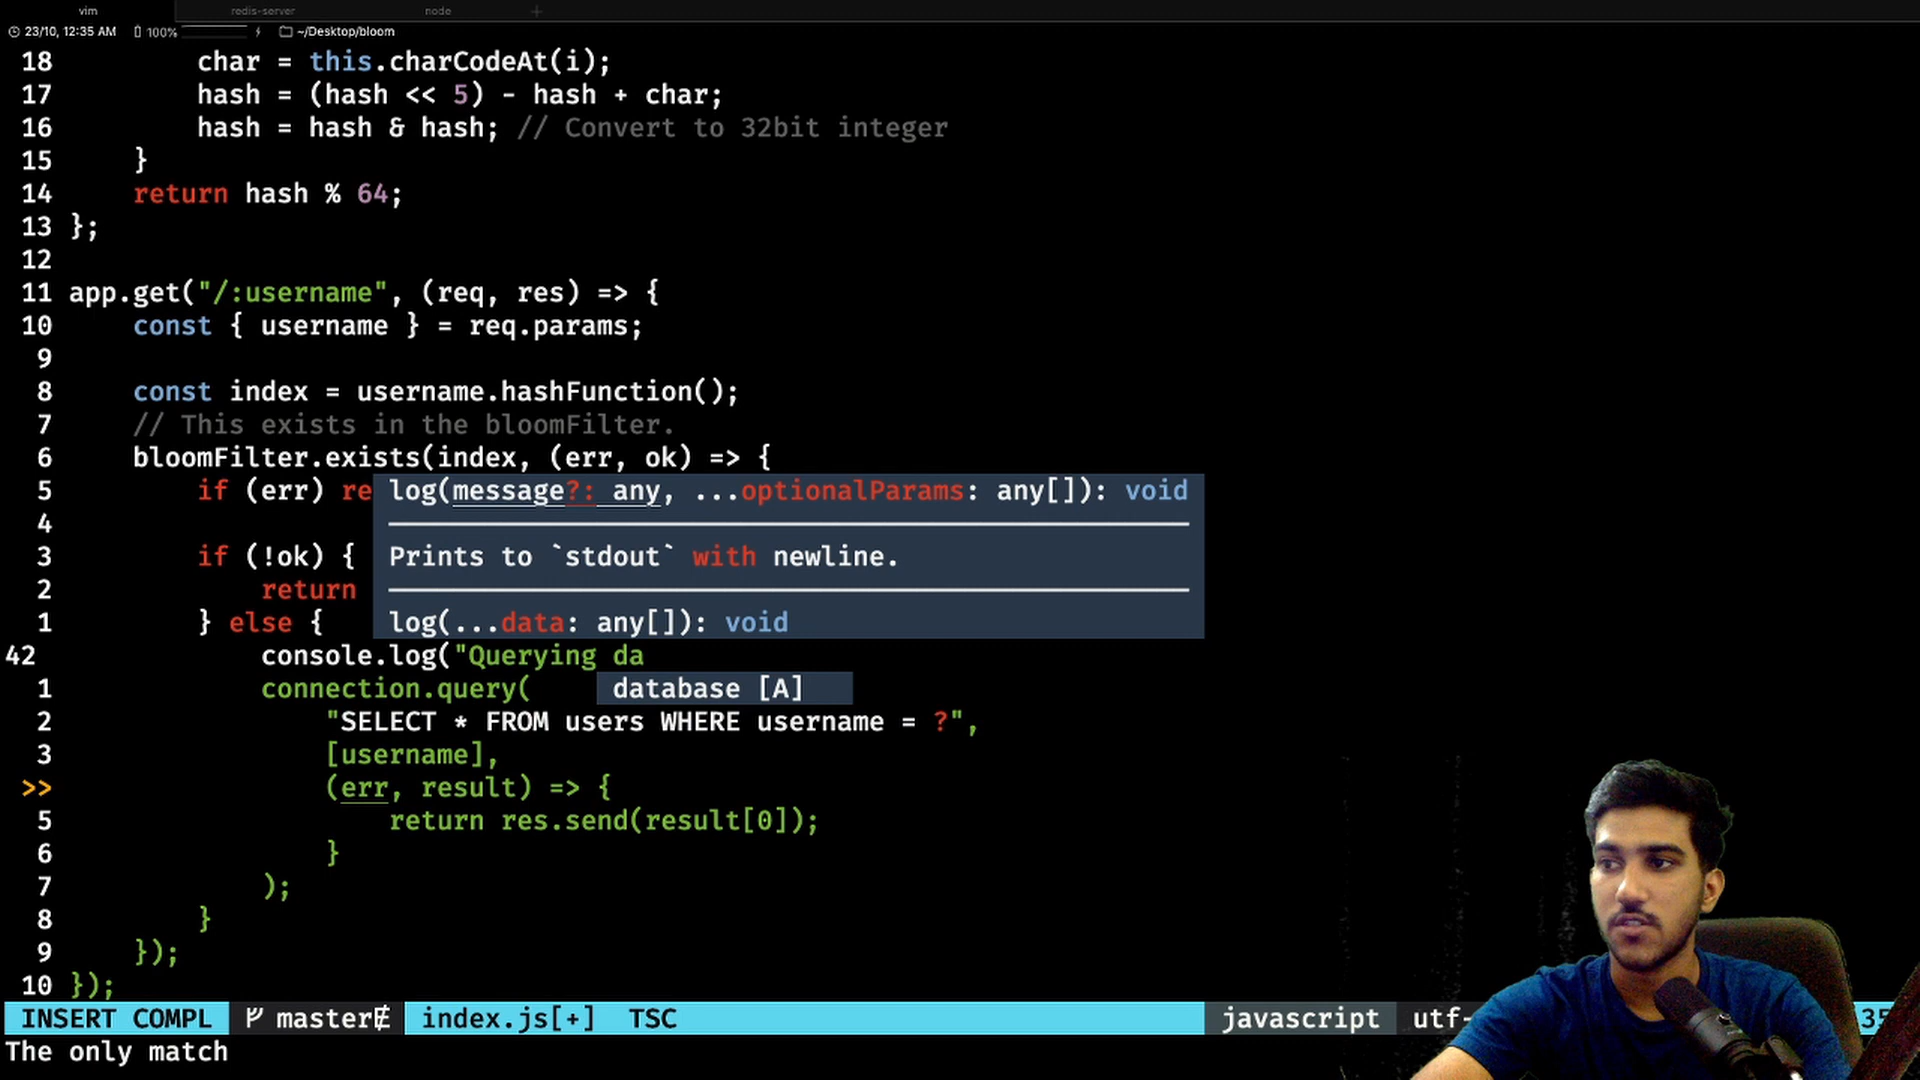 vim redis-server node +
23/10, 12:35 AM 100% ~/Desktop/bloom
18 char = this.charCodeAt(i);
17 hash = (hash << 5) - hash + char;
16 hash = hash & hash; // Convert to 32bit integer
15 }
14 return hash % 64;
13 };
12
11 app.get("/:username", (req, res) => {
10 const { username } = req.params;
9
8 const index = username.hashFunction();
7 // This exists in the bloomFilter.
6 bloomFilter.exists(index, (err, ok) => {
5 if (err) re log(message?: any, ...optionalParams: any[]): void
4
3 if (!ok) { Prints to `stdout` with newline.
2 return
1 } else { log(...data: any[]): void
42 console.log("Querying da
1 connection.query( database [A]
2 "SELECT * FROM users WHERE username = ?",
3 [username],
>> (err, result) => {
5 return res.send(result[0]);
6 }
7 );
8 }
9 });
10 });
INSERT COMPL master index.js[+] TSC javascript utf- 35
The only match